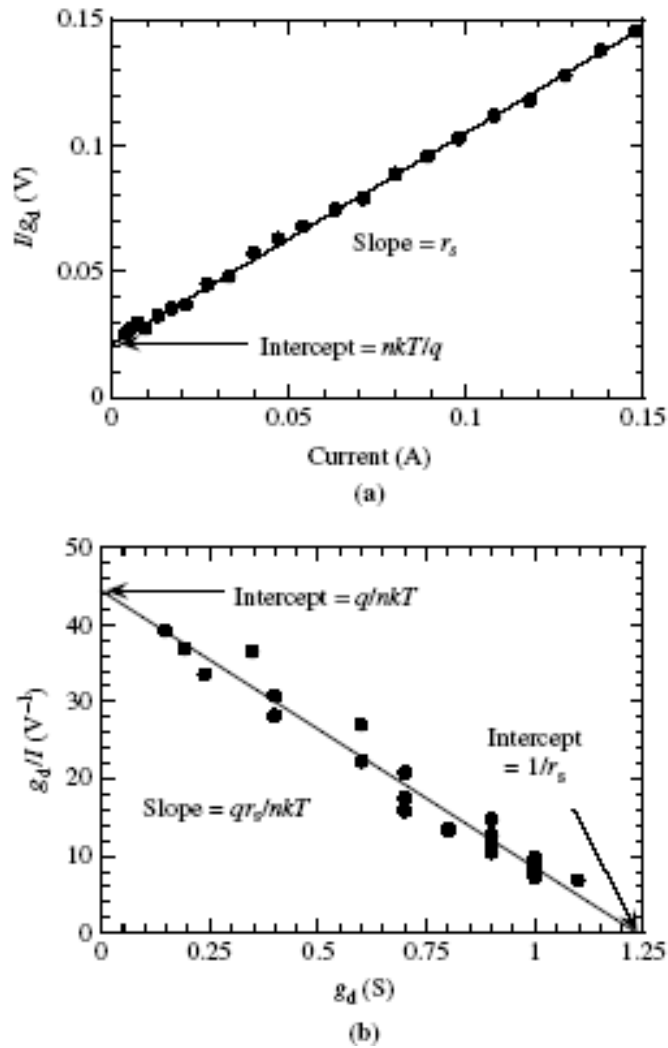 0.15
0.1
0.05
0
I/g_d (V)
Slope = r_s
Intercept = nkT/q
0 0.05 0.1 0.15
Current (A)
(a)
50
40
30
20
10
0
g_d/I (V⁻¹)
Intercept = q/nkT
Intercept
= 1/r_s
Slope = qr_s/nkT
0 0.25 0.5 0.75 1 1.25
g_d (S)
(b)